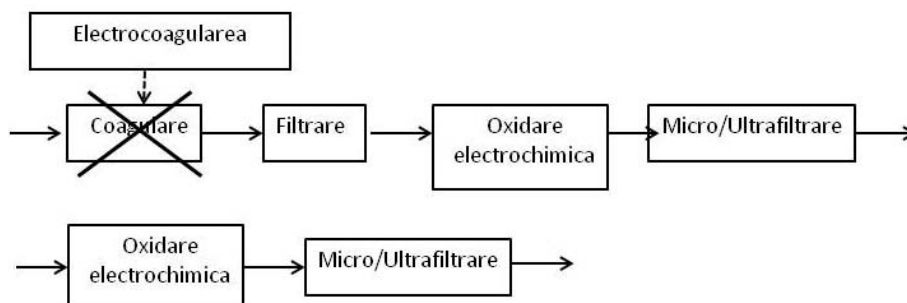 Electrocoagularea
Coagulare
Filtrare
Oxidare
electrochimica
Micro/Ultrafiltrare
Oxidare
electrochimica
Micro/Ultrafiltrare